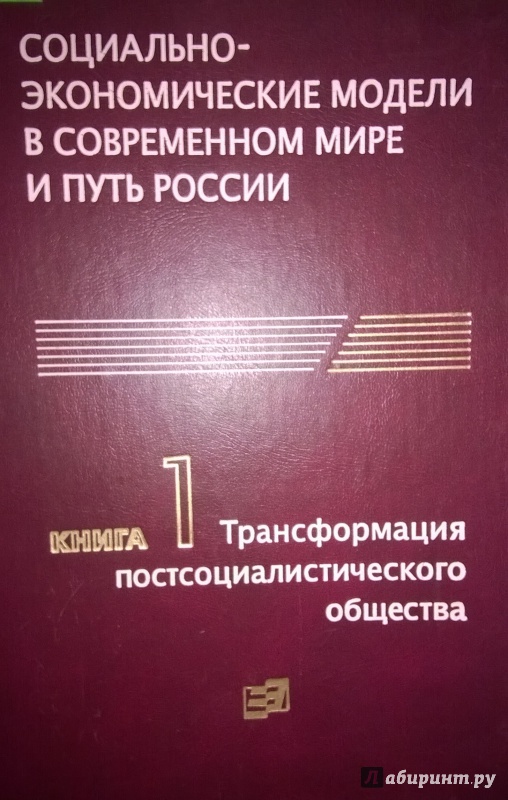 СОЦИАЛЬНО-
ЭКОНОМИЧЕСКИЕ МОДЕЛИ
В СОВРЕМЕННОМ МИРЕ
И ПУТЬ РОССИИ
КНИГА 1 Трансформация
постсоциалистического
общества
Лабиринт.ру